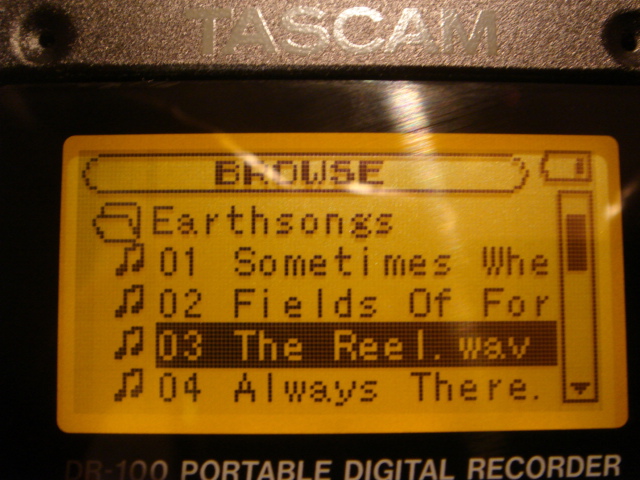 TASCAM
BROWSE
Earthsongs
01 Sometimes Whe
02 Fields Of For
03 The Reel.wav
04 Always There.
DR-100 PORTABLE DIGITAL RECORDER